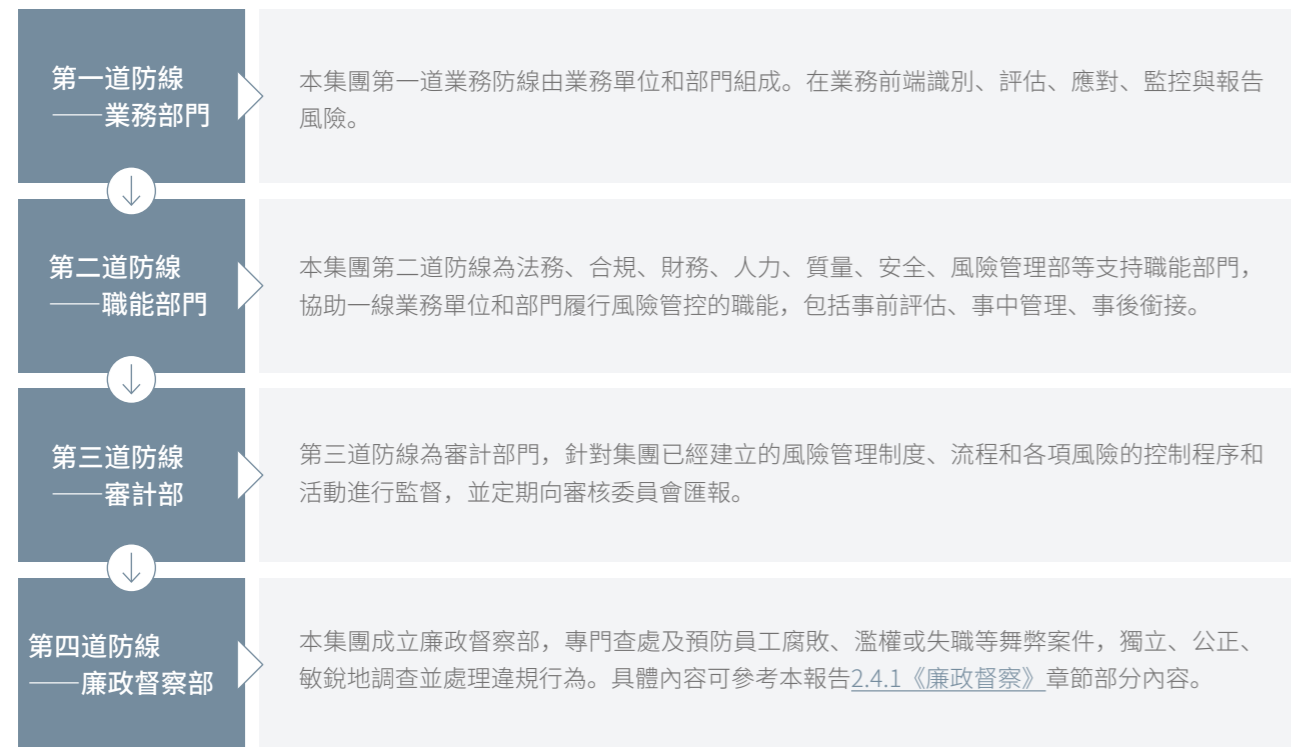 第一道防線
——業務部門
本集團第一道業務防線由業務單位和部門組成。在業務前端識別、評估、應對、監控與報告
風險。
第二道防線
——職能部門
本集團第二道防線為法務、合規、財務、人力、質量、安全、風險管理部等支持職能部門，
協助一線業務單位和部門履行風險管控的職能，包括事前評估、事中管理、事後銜接。
第三道防線
——審計部
第三道防線為審計部門，針對集團已經建立的風險管理制度、流程和各項風險的控制程序和
活動進行監督，並定期向審核委員會匯報。
第四道防線
——廉政督察部
本集團成立廉政督察部，專門查處及預防員工腐敗、濫權或失職等舞弊案件，獨立、公正、
敏銳地調查並處理違規行為。具體內容可參考本報告2.4.1《廉政督察》章節部分內容。